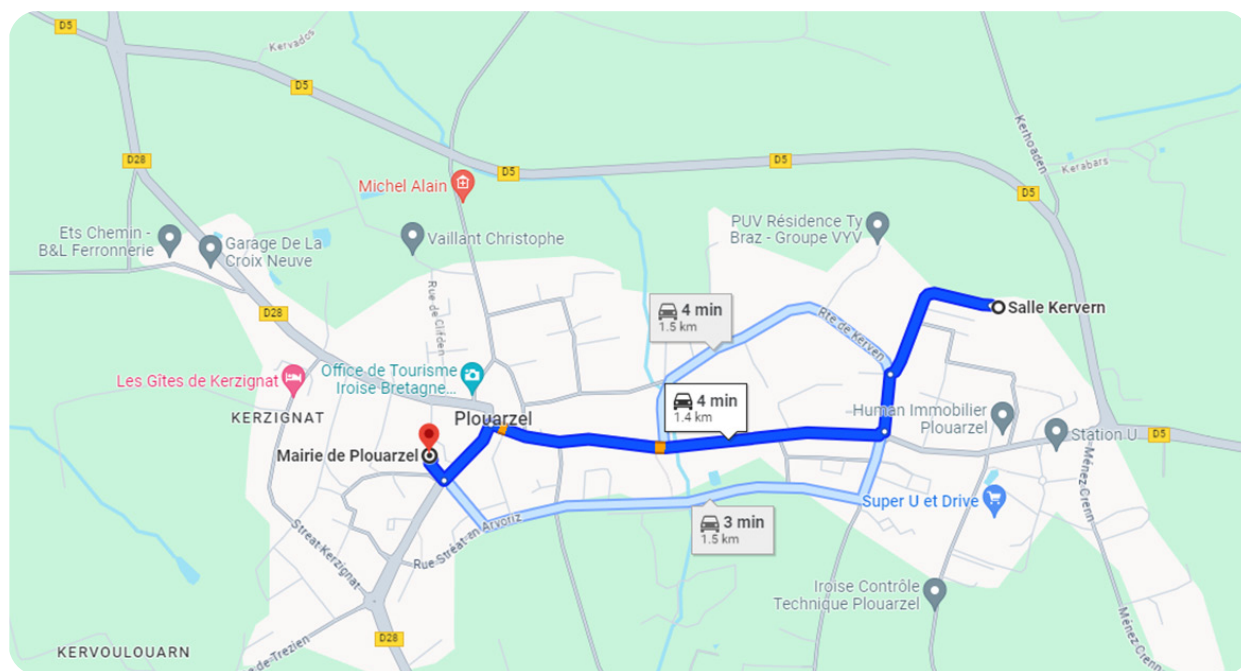 D5
Kervados
D5
D28
D5
D5
D5
Kerhoaden
Kerabars
Michel Alain
Ets Chemin -
B&L Ferronnerie
Garage De La
Croix Neuve
Vaillant Christophe
PUV Résidence Ty
Braz - Groupe VYV
Rue de Clifden
D28
4 min
1.5 km
Rte de Kerven
Salle Kervern
Les Gîtes de Kerzignat
Office de Tourisme
Iroise Bretagne...
KERZIGNAT
Plouarzel
4 min
1.4 km
Human Immobilier
Plouarzel
Station U
D5
Mairie de Plouarzel
Super U et Drive
Ménez Crenn
3 min
1.5 km
Rue Stréat en Arvoriz
Streat Kerzignat
Iroise Contrôle
Technique Plouarzel
Ménez Crenn
D28
KERVOULOUARN
de Trezien